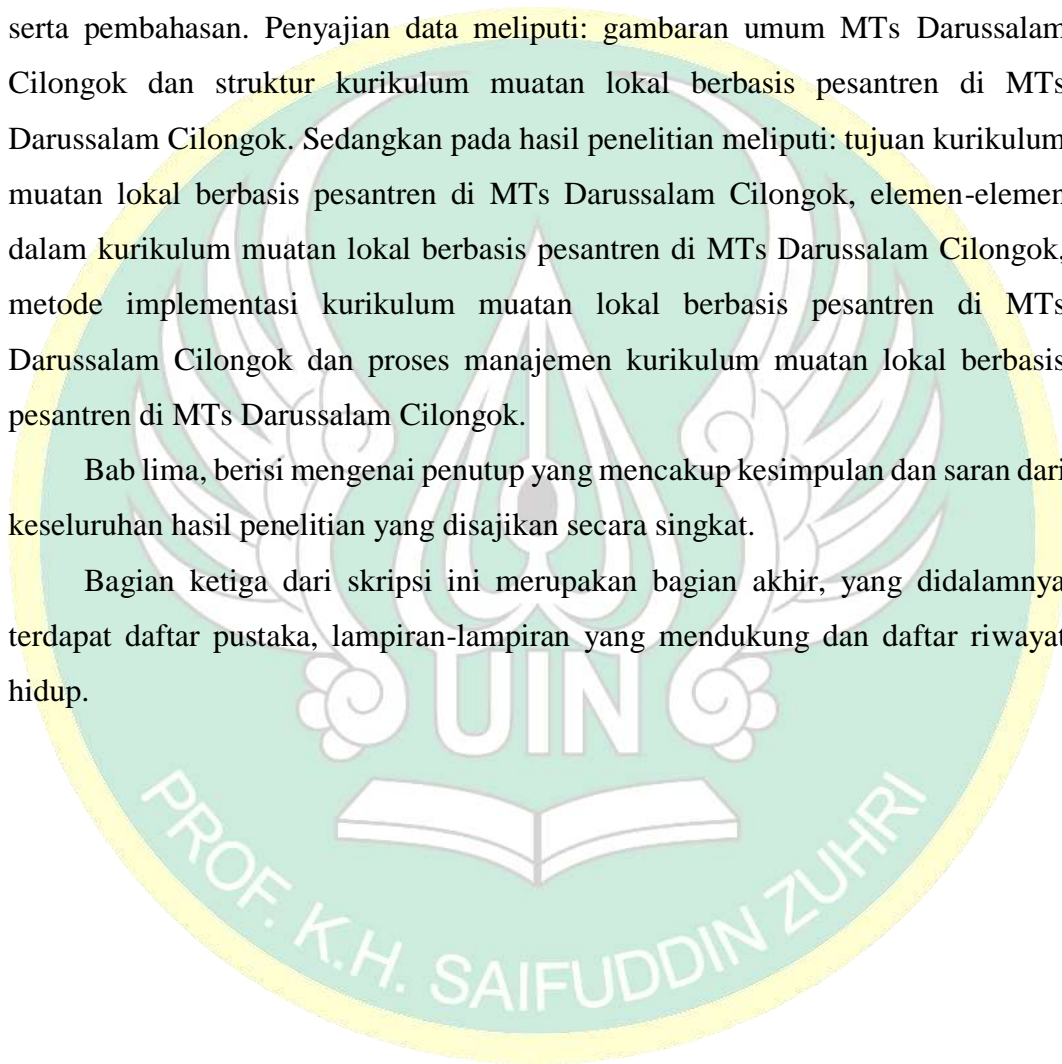 serta pembahasan. Penyajian data meliputi: gambaran umum MTs Darussalam
Cilongok dan struktur kurikulum muatan lokal berbasis pesantren di MTs
Darussalam Cilongok. Sedangkan pada hasil penelitian meliputi: tujuan kurikulum
muatan lokal berbasis pesantren di MTs Darussalam Cilongok, elemen-elemen
dalam kurikulum muatan lokal berbasis pesantren di MTs Darussalam Cilongok,
metode implementasi kurikulum muatan lokal berbasis pesantren di MTs
Darussalam Cilongok dan proses manajemen kurikulum muatan lokal berbasis
pesantren di MTs Darussalam Cilongok.
Bab lima, berisi mengenai penutup yang mencakup kesimpulan dan saran dari
keseluruhan hasil penelitian yang disajikan secara singkat.
Bagian ketiga dari skripsi ini merupakan bagian akhir, yang didalamnya
terdapat daftar pustaka, lampiran-lampiran yang mendukung dan daftar riwayat
hidup.
UIN
PROF. K.H. SAIFUDDIN ZUHRI